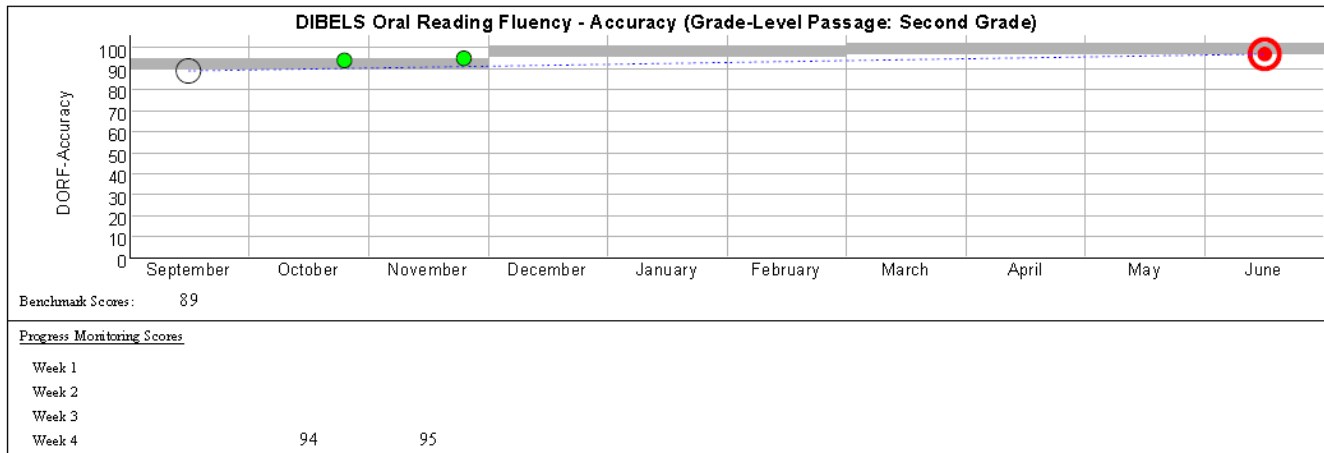 DIBELS Oral Reading Fluency - Accuracy (Grade-Level Passage: Second Grade)
DORF-Accuracy
100
90
80
70
60
50
40
30
20
10
0
September October November December January February March April May June
Benchmark Scores: 89
Progress Monitoring Scores
Week 1
Week 2
Week 3
Week 4 94 95